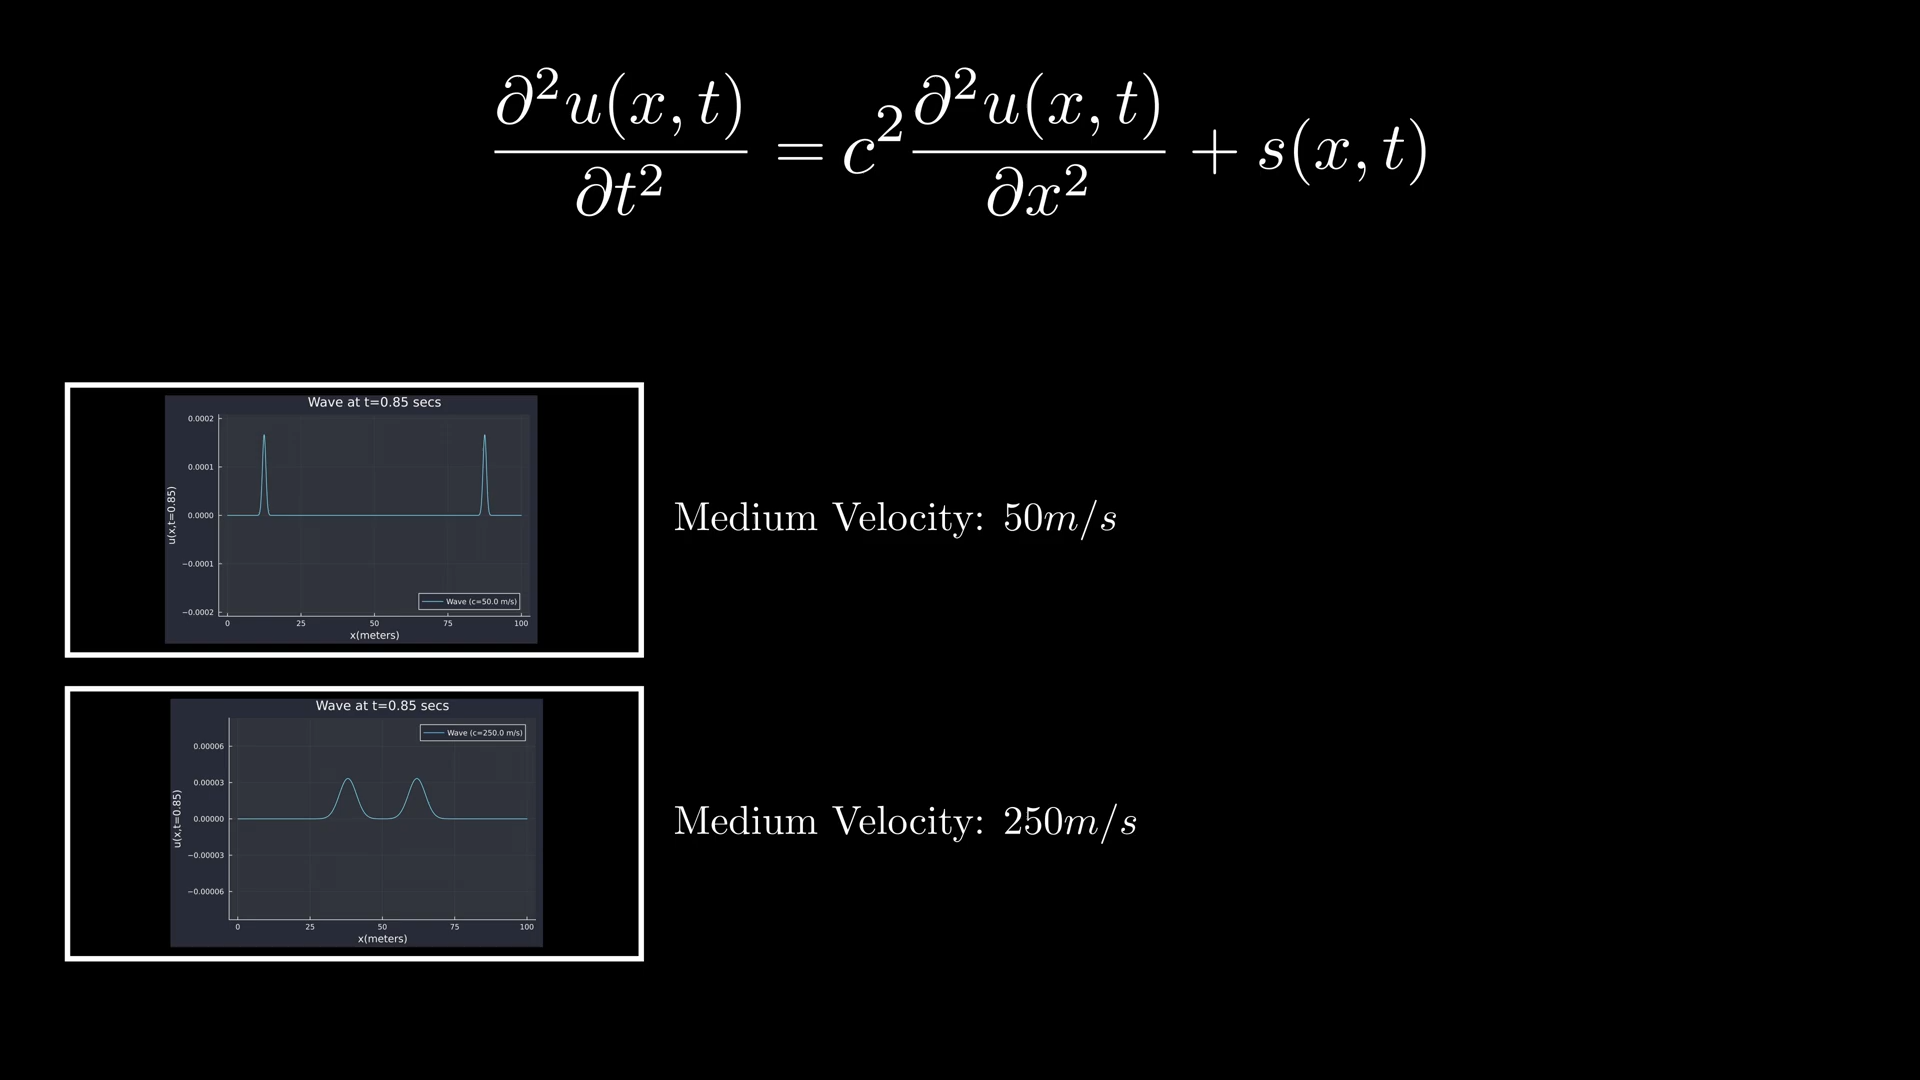 ∂²u(x, t)/∂t² = c² ∂²u(x, t)/∂x² + s(x, t)
Wave at t=0.85 secs
0.0002
0.0001
0.0000
−0.0001
−0.0002
u(x,t=0.85)
Wave (c=50.0 m/s)
0 25 50 75 100
x(meters)
Medium Velocity: 50m/s
Wave at t=0.85 secs
Wave (c=250.0 m/s)
0.00006
0.00003
0.00000
−0.00003
−0.00006
u(x,t=0.85)
0 25 50 75 100
x(meters)
Medium Velocity: 250m/s